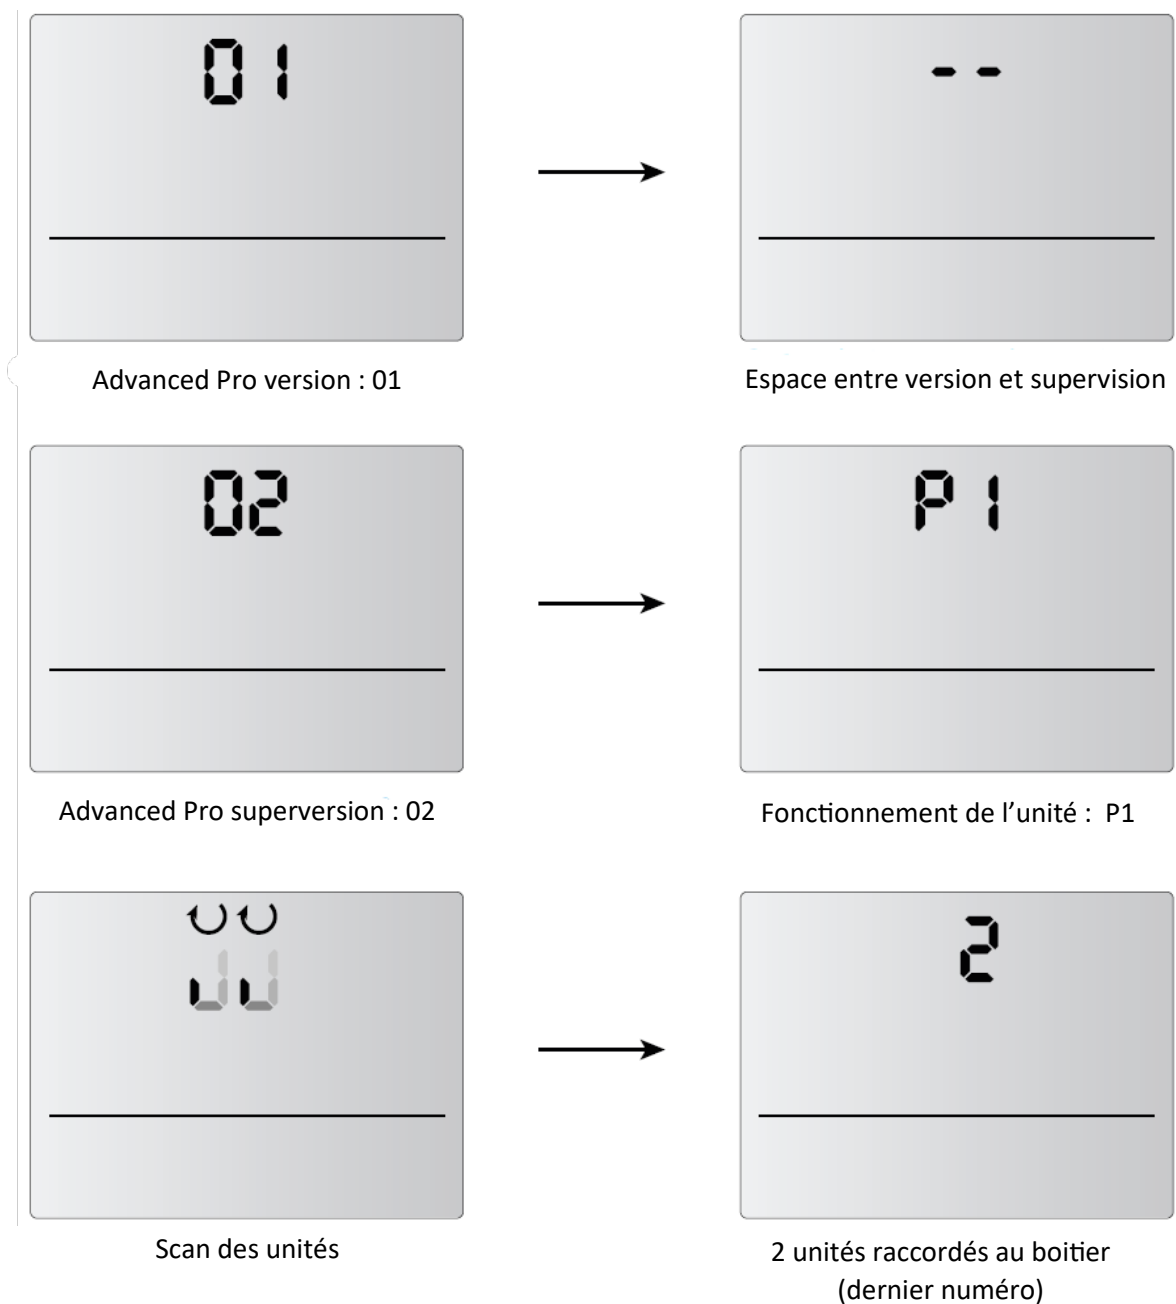 01
--
Advanced Pro version : 01
Espace entre version et supervision
02
P1
Advanced Pro superversion : 02
Fonctionnement de l’unité :  P1
2
Scan des unités
2 unités raccordés au boitier
(dernier numéro)